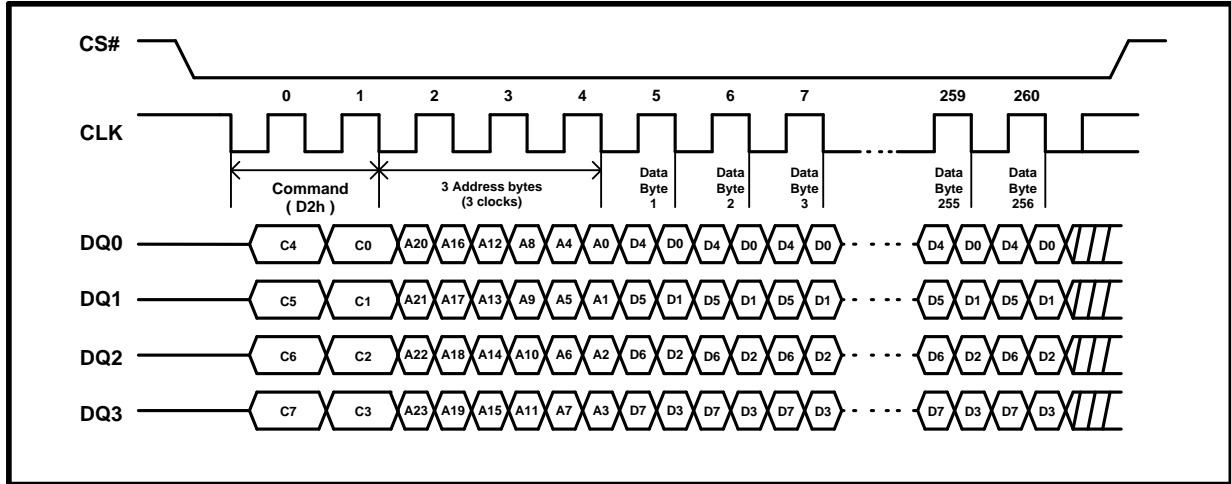 CS#
0 1 2 3 4 5 6 7 259 260
CLK
Command
( D2h )
3 Address bytes
(3 clocks)
Data
Byte
1
Data
Byte
2
Data
Byte
3
Data
Byte
255
Data
Byte
256
DQ0 C4 C0 A20 A16 A12 A8 A4 A0 D4 D0 D4 D0 D4 D0 D4 D0 D4 D0
DQ1 C5 C1 A21 A17 A13 A9 A5 A1 D5 D1 D5 D1 D5 D1 D5 D1 D5 D1
DQ2 C6 C2 A22 A18 A14 A10 A6 A2 D6 D2 D6 D2 D6 D2 D6 D2 D6 D2
DQ3 C7 C3 A23 A19 A15 A11 A7 A3 D7 D3 D7 D3 D7 D3 D7 D3 D7 D3